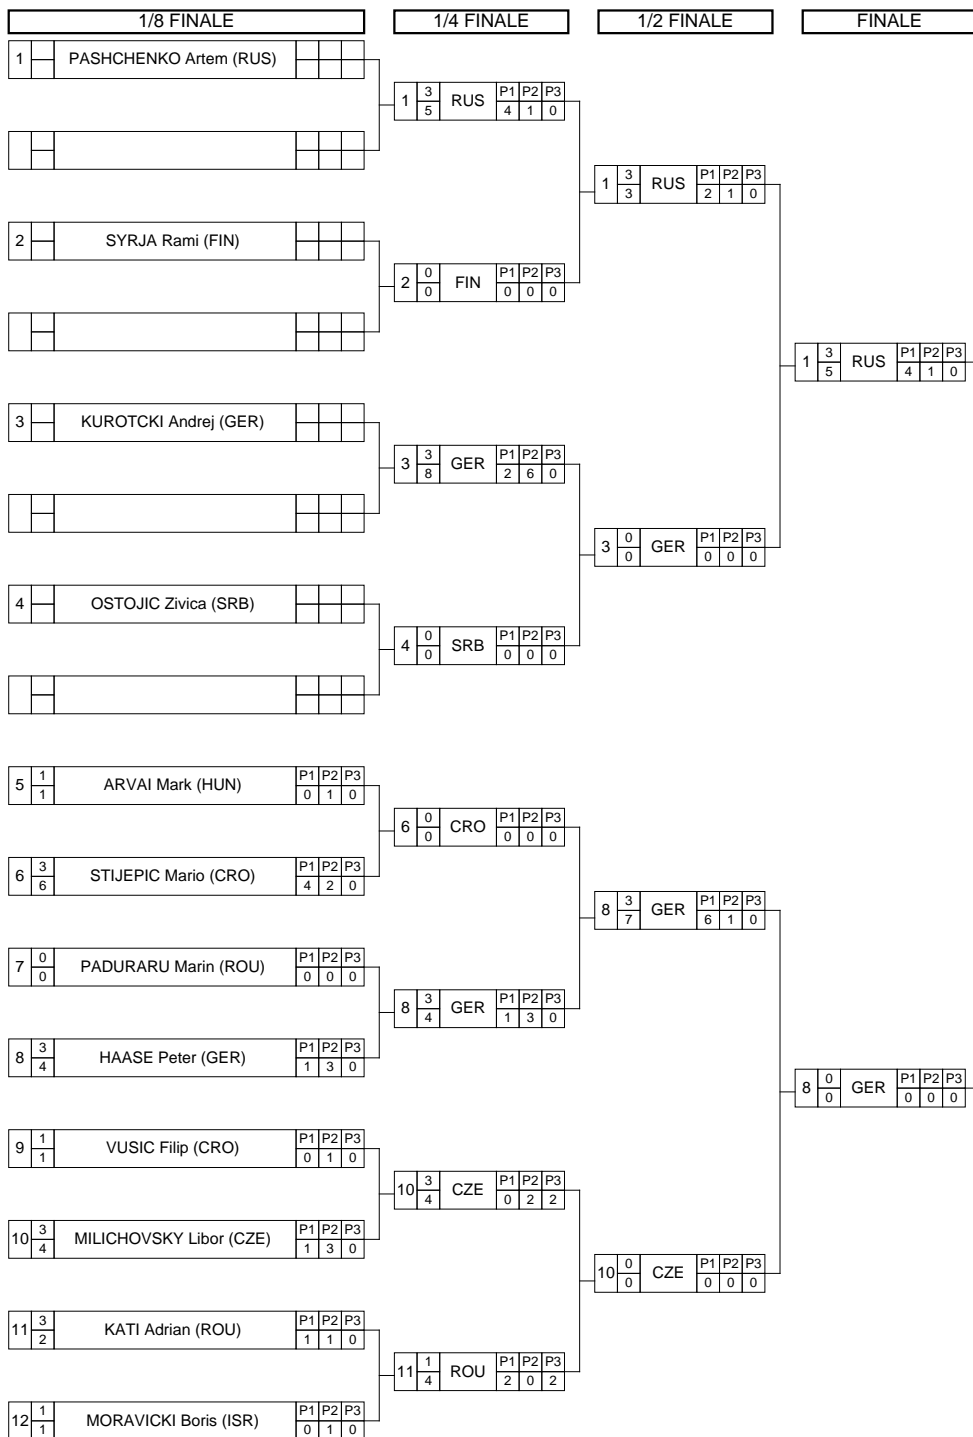 1/8 FINALE 1/4 FINALE 1/2 FINALE FINALE
1 PASHCHENKO Artem (RUS)
1 3 5 RUS P1 P2 P3 4 1 0
1 3 3 RUS P1 P2 P3 2 1 0
2 SYRJA Rami (FIN)
2 0 0 FIN P1 P2 P3 0 0 0
1 3 5 RUS P1 P2 P3 4 1 0
3 KUROTCKI Andrej (GER)
3 3 8 GER P1 P2 P3 2 6 0
3 0 0 GER P1 P2 P3 0 0 0
4 OSTOJIC Zivica (SRB)
4 0 0 SRB P1 P2 P3 0 0 0
5 1 1 ARVAI Mark (HUN) P1 P2 P3 0 1 0
6 0 0 CRO P1 P2 P3 0 0 0
6 3 6 STIJEPIC Mario (CRO) P1 P2 P3 4 2 0
8 3 7 GER P1 P2 P3 6 1 0
7 0 0 PADURARU Marin (ROU) P1 P2 P3 0 0 0
8 3 4 GER P1 P2 P3 1 3 0
8 3 4 HAASE Peter (GER) P1 P2 P3 1 3 0
8 0 0 GER P1 P2 P3 0 0 0
9 1 1 VUSIC Filip (CRO) P1 P2 P3 0 1 0
10 3 4 CZE P1 P2 P3 0 2 2
10 3 4 MILICHOVSKY Libor (CZE) P1 P2 P3 1 3 0
10 0 0 CZE P1 P2 P3 0 0 0
11 3 2 KATI Adrian (ROU) P1 P2 P3 1 1 0
11 1 4 ROU P1 P2 P3 2 0 2
12 1 1 MORAVICKI Boris (ISR) P1 P2 P3 0 1 0